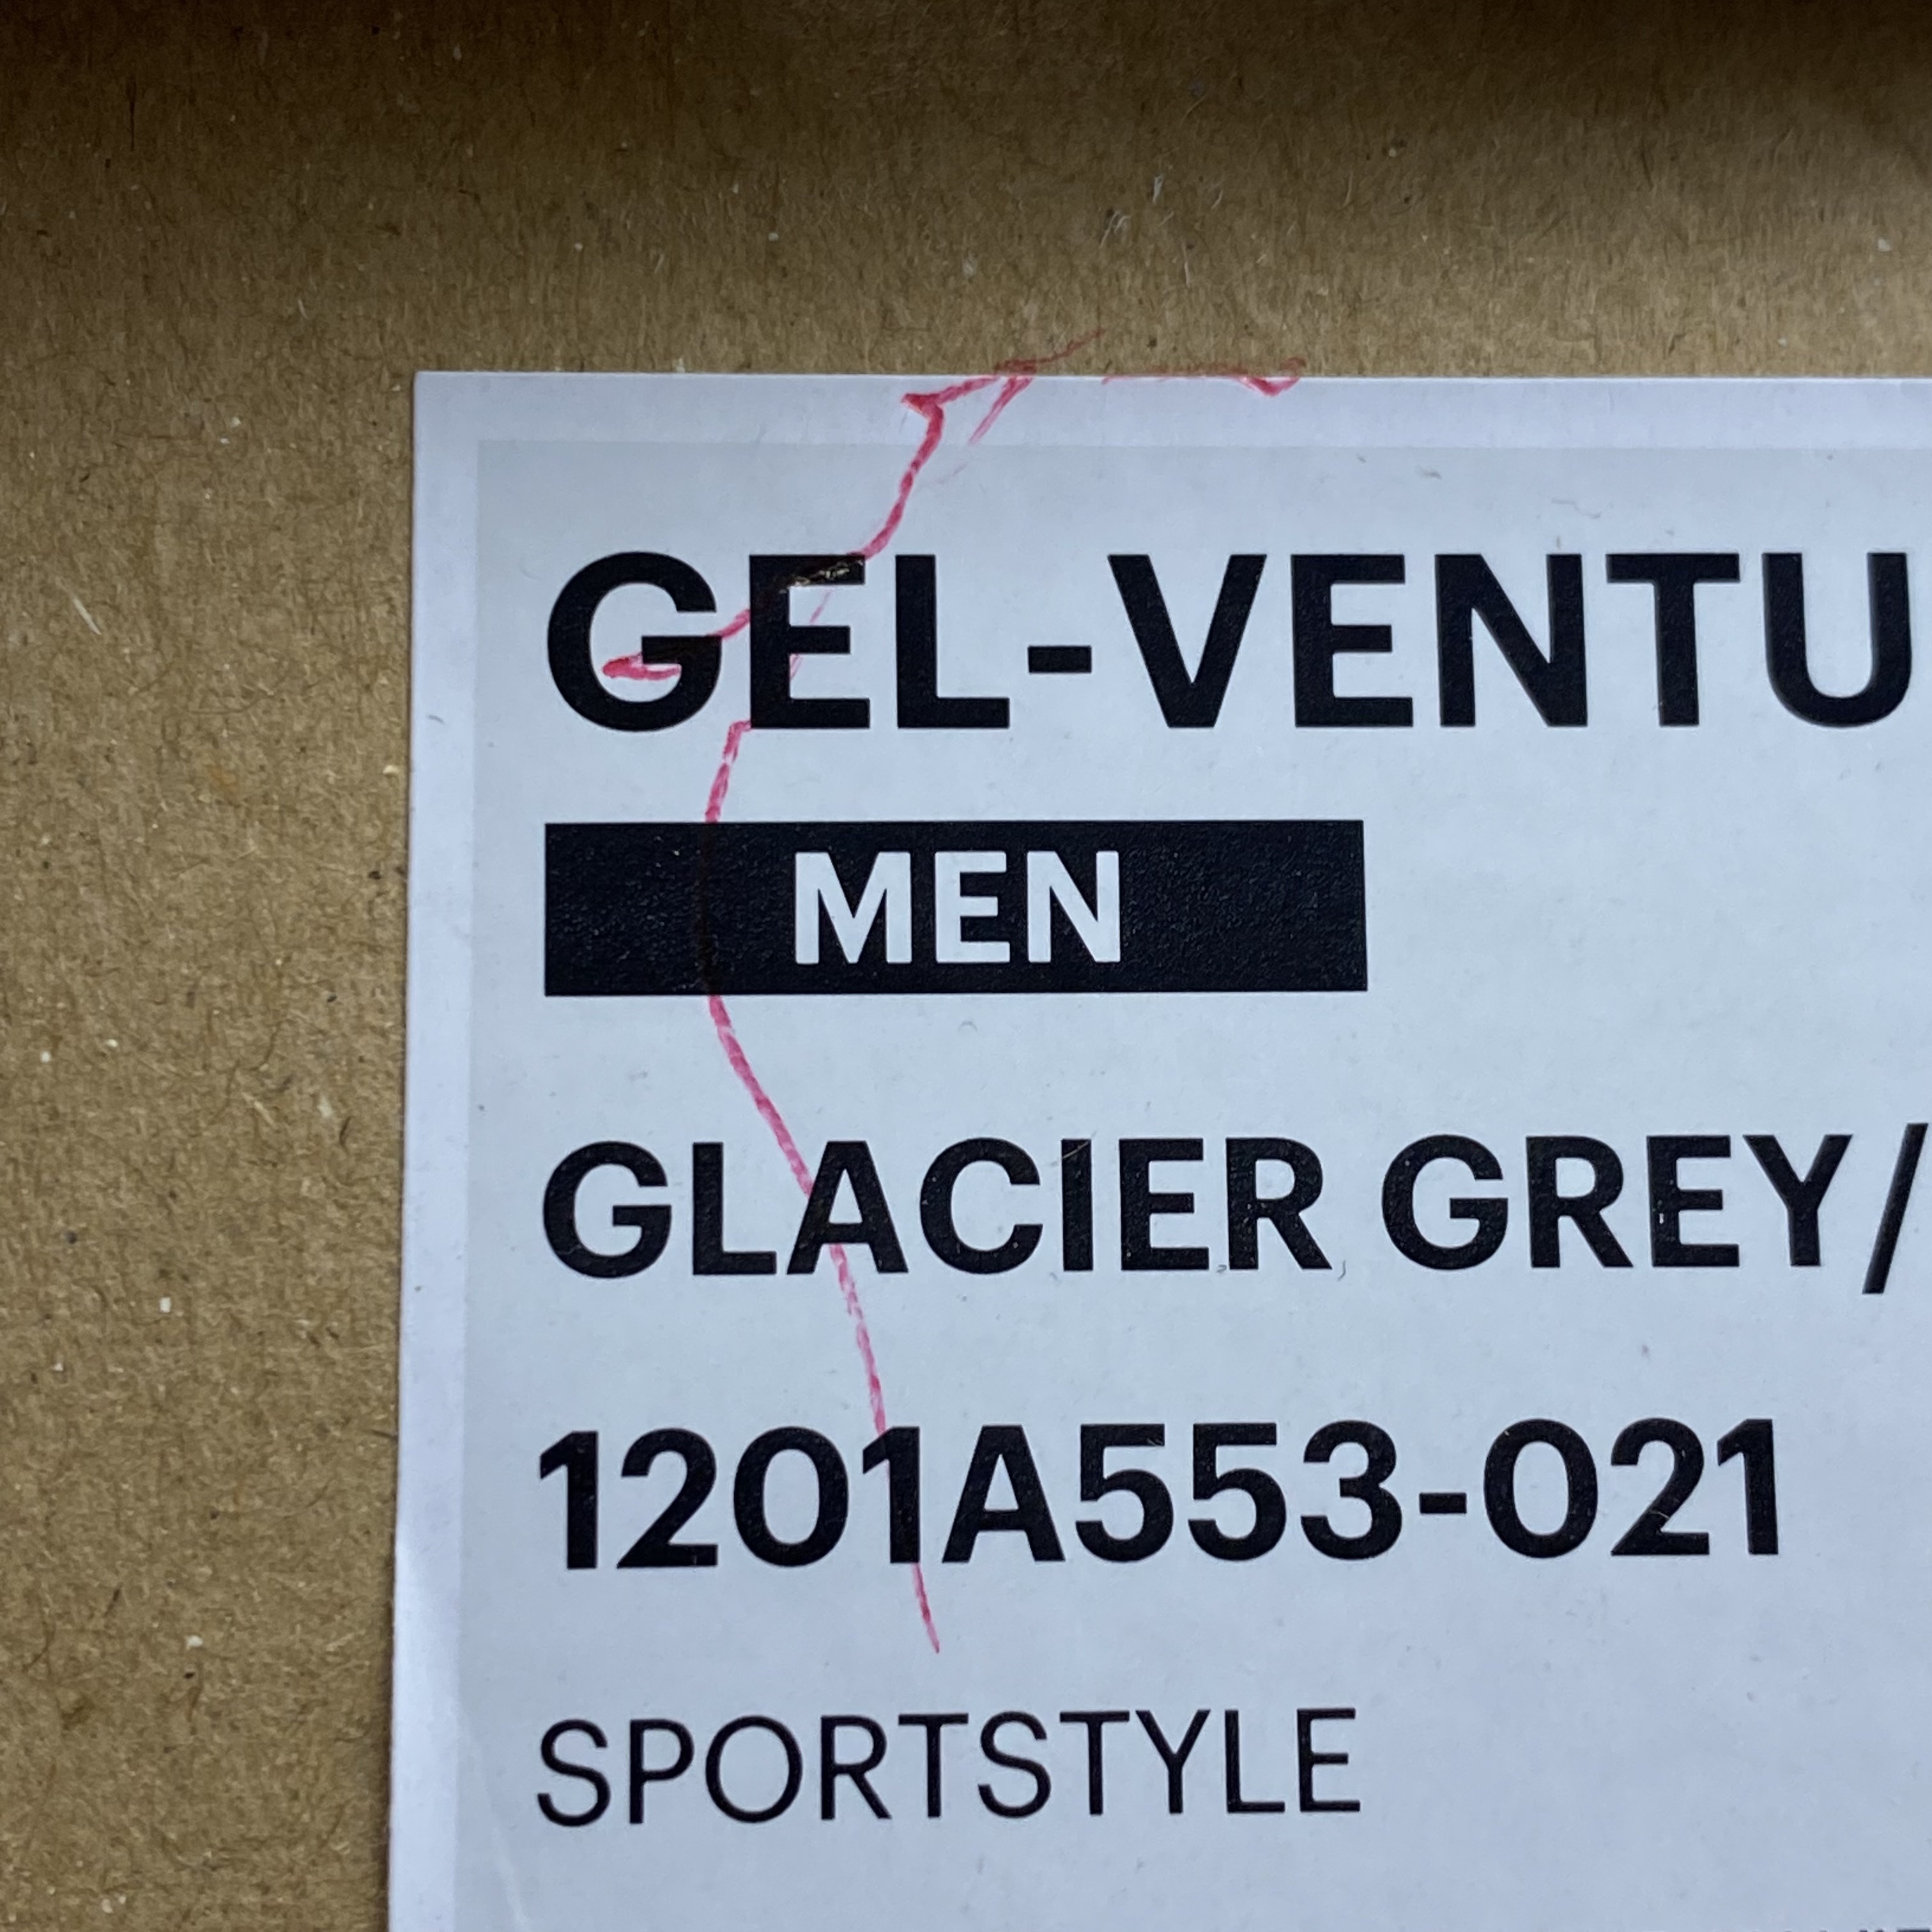 GEL-VENTU
MEN
GLACIER GREY/
1201A553-021
SPORTSTYLE